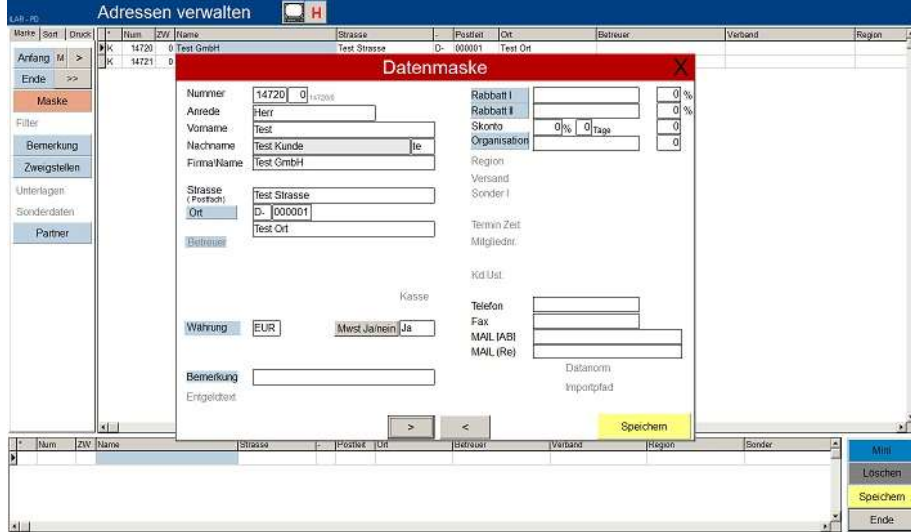 iLAB - PD
Adressen verwalten H
Marke Sort Druck * Num ZW Name Strasse - Postleit Ort Betreuer Verband Region
K 14720 0 Test GmbH Test Strasse D- 000001 Test Ort
K 14721 0
Anfang M >
Ende >>
Maske
Filter
Bemerkung
Zweigstellen
Unterlagen
Sonderdaten
Partner
Datenmaske X
Nummer 14720 0 14720/0
Anrede Herr
Vorname Test
Nachname Test Kunde te
Firma\Name Test GmbH
Strasse Test Strasse
( Postfach)
Ort D- 000001
Test Ort
Betreuer
Kasse
Währung EUR Mwst Ja/nein Ja
Bemerkung
Entgeldtext
Rabbatt I 0 %
Rabbatt II 0 %
Skonto 0 % 0 Tage 0
Organisation 0
Region
Versand
Sonder I
Termin Zeit
Mitgliednr.
Kd Ust
Telefon
Fax
MAIL (AB)
MAIL (Re)
Datanorm
Importpfad
> < Speichern
* Num ZW Name Strasse - Postleit Ort Betreuer Verband Region Sonder
Mini
Löschen
Speichern
Ende